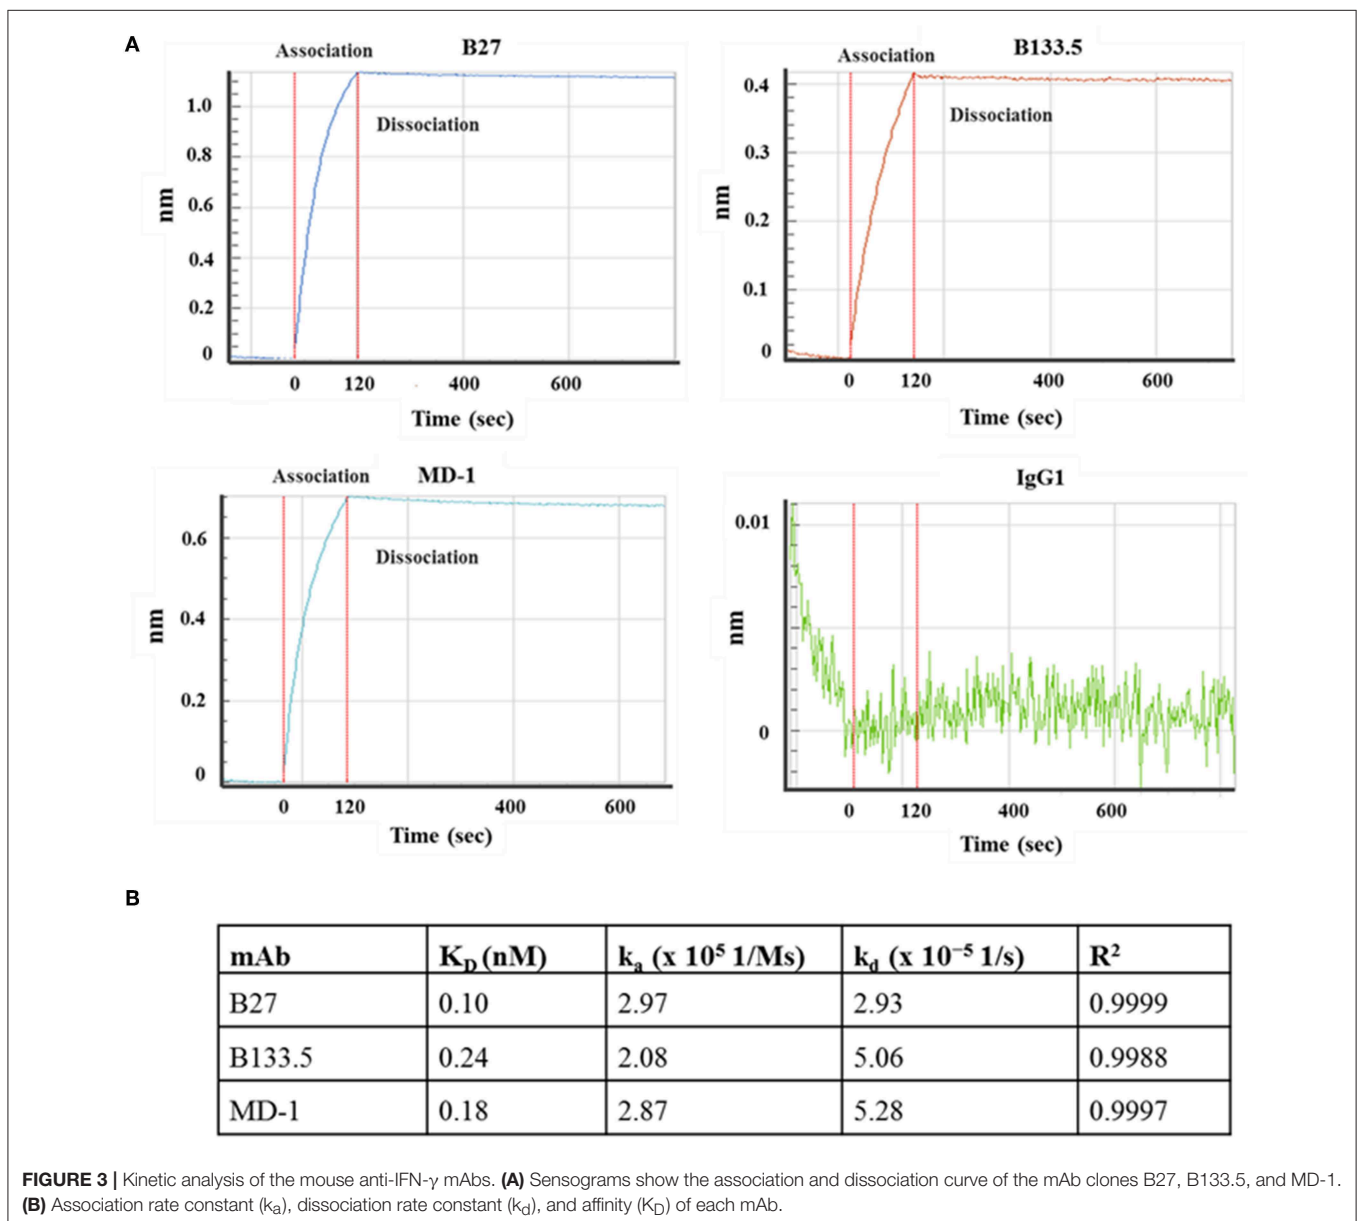 A
Association
B27
1.0
0.8
0.6
0.4
0.2
0
nm
Dissociation
0 120 400 600
Time (sec)
Association
B133.5
0.4
0.3
0.2
0.1
0
nm
Dissociation
0 120 400 600
Time (sec)
Association
MD-1
0.6
0.4
0.2
0
nm
Dissociation
0 120 400 600
Time (sec)
IgG1
0.01
0
nm
0 120 400 600
Time (sec)
B
mAb K_D (nM) k_a (x 10⁵ 1/Ms) k_d (x 10⁻⁵ 1/s) R²
B27 0.10 2.97 2.93 0.9999
B133.5 0.24 2.08 5.06 0.9988
MD-1 0.18 2.87 5.28 0.9997
FIGURE 3 | Kinetic analysis of the mouse anti-IFN-γ mAbs. (A) Sensograms show the association and dissociation curve of the mAb clones B27, B133.5, and MD-1.
(B) Association rate constant (kₐ), dissociation rate constant (k_d), and affinity (K_D) of each mAb.